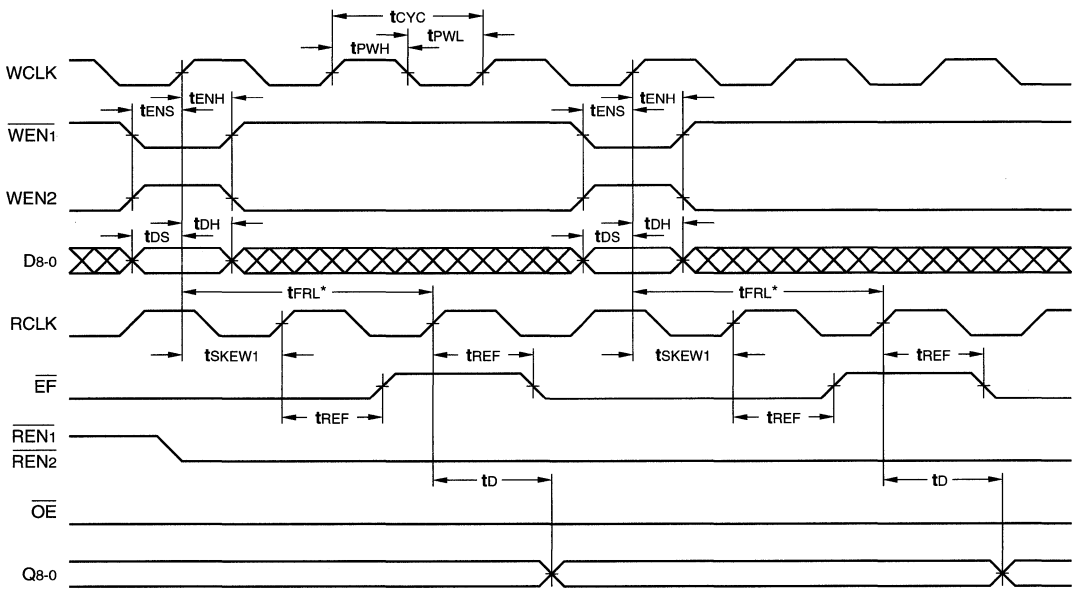 tCYC
tPWH
tPWL
WCLK
tENS
tENH
tENS
tENH
WEN1
WEN2
tDS
tDH
tDS
tDH
D8-0
tFRL*
tFRL*
RCLK
tSKEW1
tREF
tSKEW1
tREF
EF
tREF
tREF
REN1
REN2
tD
tD
OE
Q8-0